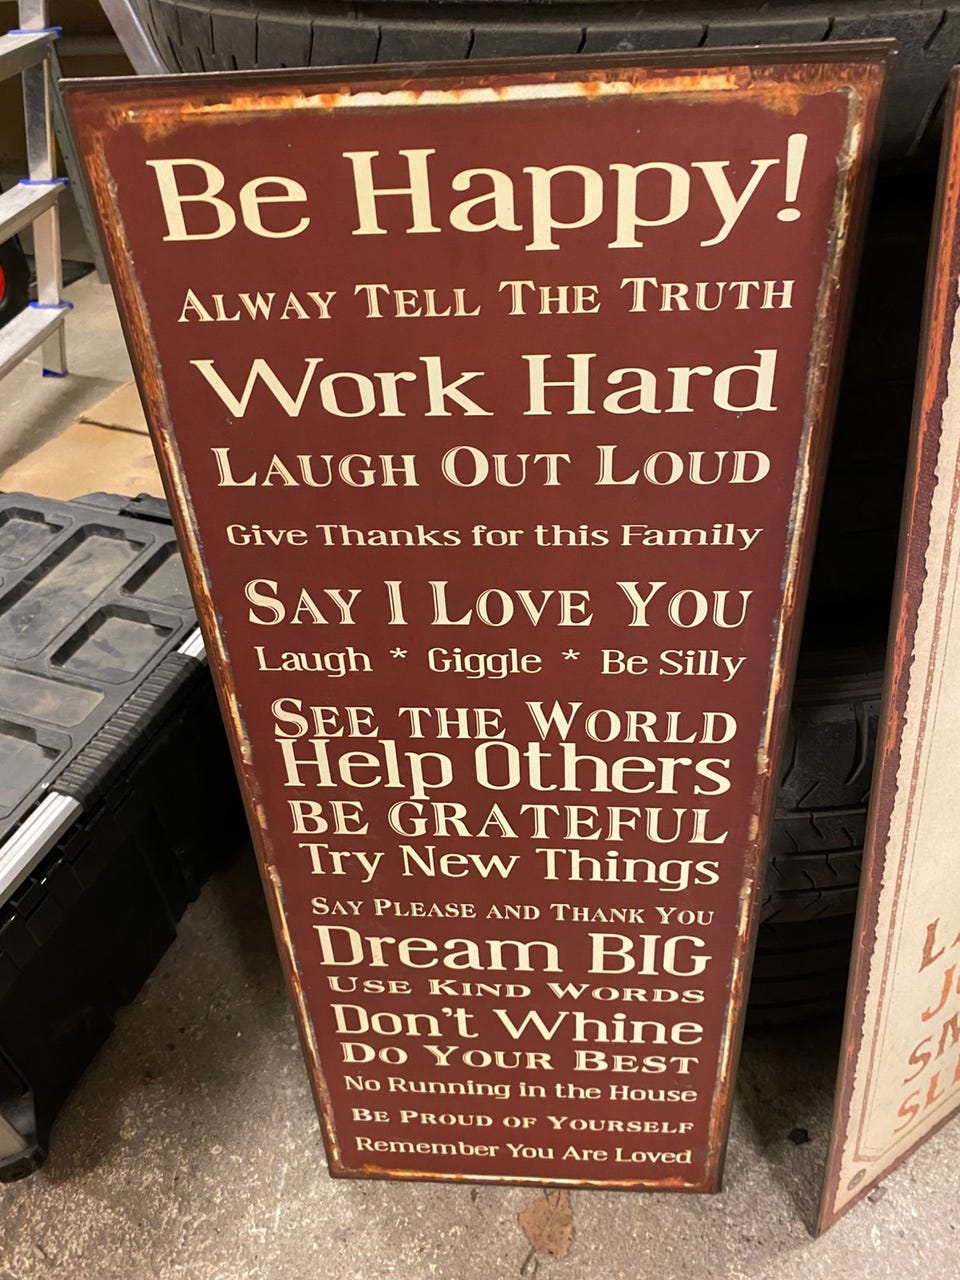 Be Happy!
ALWAY TELL THE TRUTH
Work Hard
LAUGH OUT LOUD
Give Thanks for this Family
SAY I LOVE YOU
Laugh * Giggle * Be Silly
SEE THE WORLD
Help Others
BE GRATEFUL
Try New Things
SAY PLEASE AND THANK YOU
Dream BIG
USE KIND WORDS
Don't Whine
DO YOUR BEST
No Running in the House
BE PROUD OF YOURSELF
Remember You Are Loved